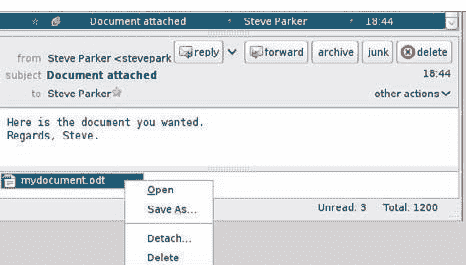 Document attached Steve Parker 18:44
from Steve Parker <stevepark reply forward archive junk delete
subject Document attached 18:44
to Steve Parker other actions
Here is the document you wanted.
Regards, Steve.
mydocument.odt
Open
Save As...
Unread: 3 Total: 1200
Detach...
Delete